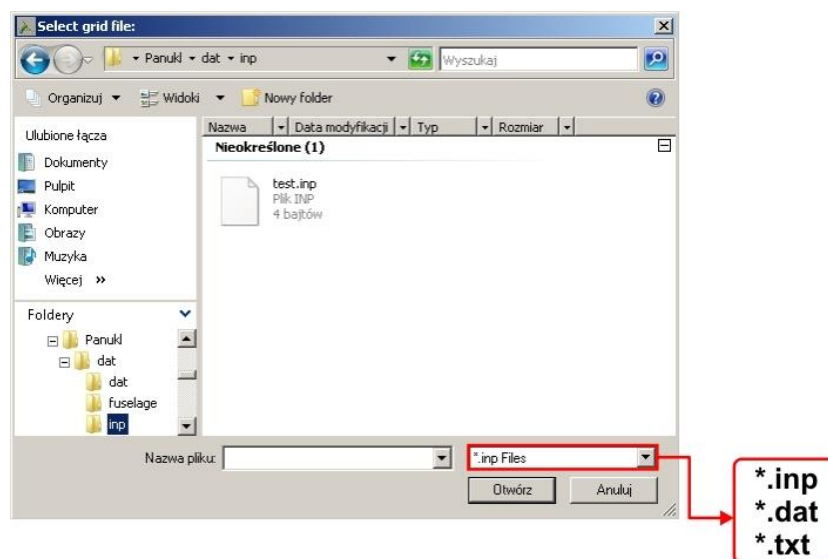 Select grid file:
Panukl dat inp
Wyszukaj
Organizuj Widoki Nowy folder
Ulubione łącza
Dokumenty
Pulpit
Komputer
Obrazy
Muzyka
Więcej »
Foldery
Panukl
dat
dat
fuselage
inp
Nazwa Data modyfikacji Typ Rozmiar
Nieokreślone (1)
test.inp
Plik INP
4 bajtów
Nazwa pliku:
*.inp Files
Otwórz Anuluj
*.inp
*.dat
*.txt